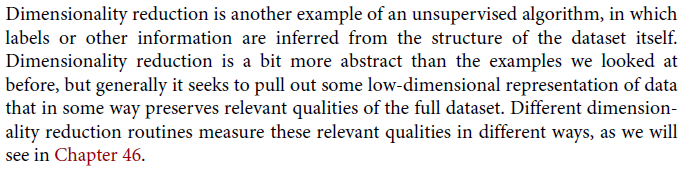 Dimensionality reduction is another example of an unsupervised algorithm, in which
labels or other information are inferred from the structure of the dataset itself.
Dimensionality reduction is a bit more abstract than the examples we looked at
before, but generally it seeks to pull out some low-dimensional representation of data
that in some way preserves relevant qualities of the full dataset. Different dimension-
ality reduction routines measure these relevant qualities in different ways, as we will
see in Chapter 46.